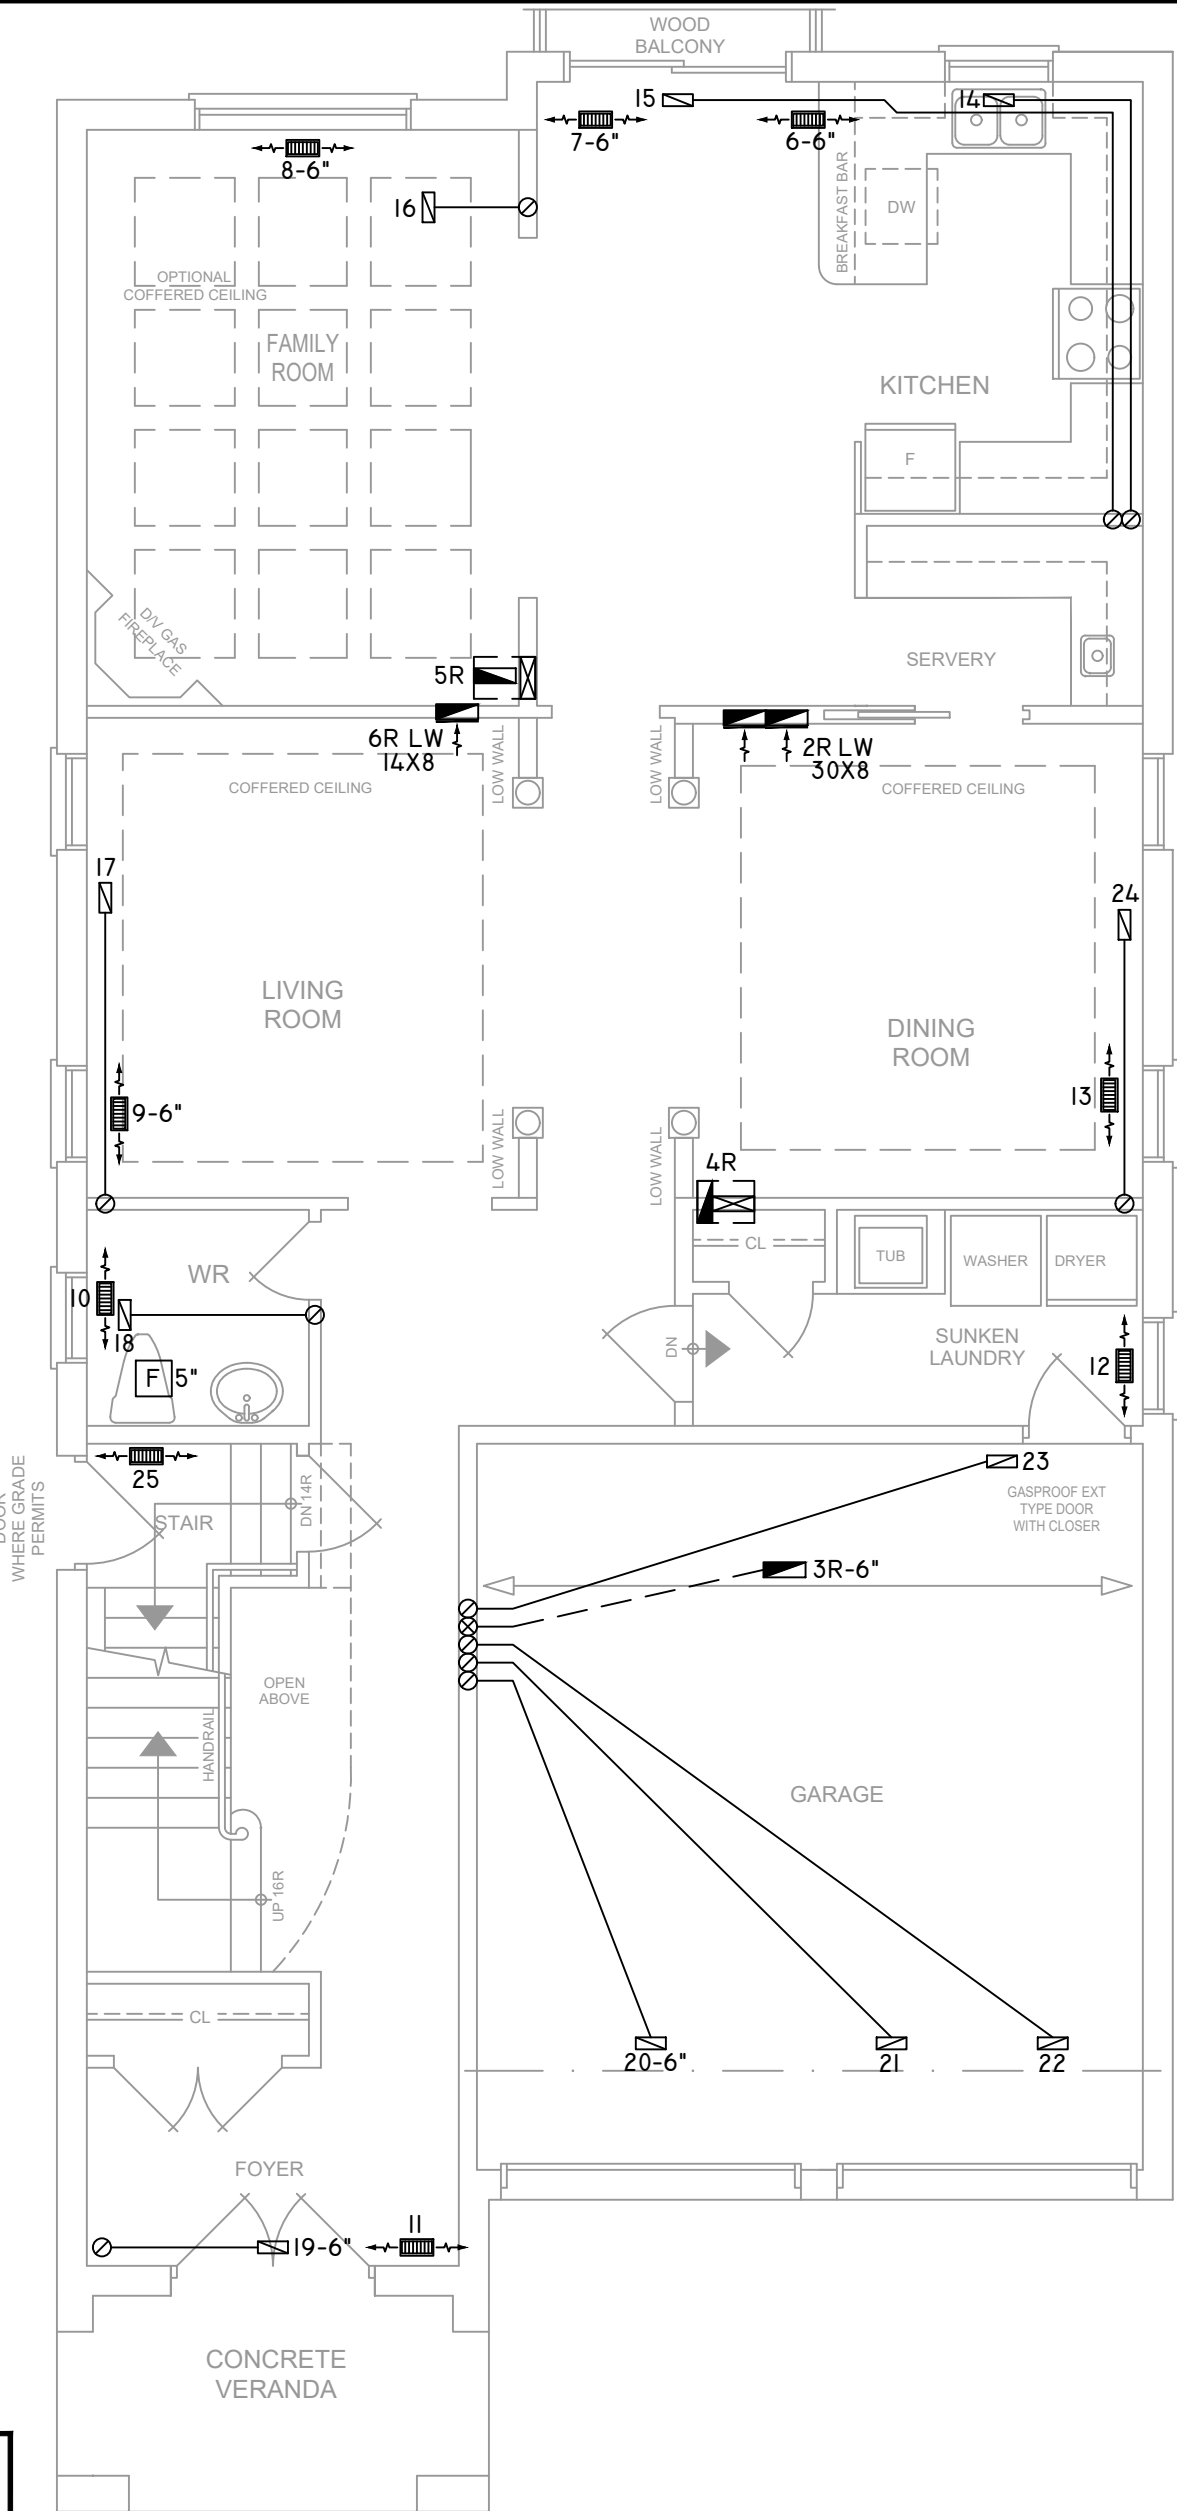 WOOD
BALCONY
15
14
7-6"
6-6"
8-6"
16
BREAKFAST BAR
DW
OPTIONAL
COFFERED CEILING
FAMILY
ROOM
KITCHEN
F
D/V GAS
FIREPLACE
SERVERY
5R
6R LW
14X8
LOW WALL
LOW WALL
2R LW
30X8
COFFERED CEILING
COFFERED CEILING
17
24
LIVING
ROOM
DINING
ROOM
9-6"
13
LOW WALL
LOW WALL
4R
CL
TUB
WASHER
DRYER
WR
10
18
F 5"
DN
SUNKEN
LAUNDRY
12
25
23
DOOR
WHERE GRADE
PERMITS
STAIR
DN 14R
GASPROOF EXT
TYPE DOOR
WITH CLOSER
3R-6"
OPEN
ABOVE
HANDRAIL
GARAGE
UP 16R
CL
20-6"
21
22
FOYER
19-6"
11
CONCRETE
VERANDA